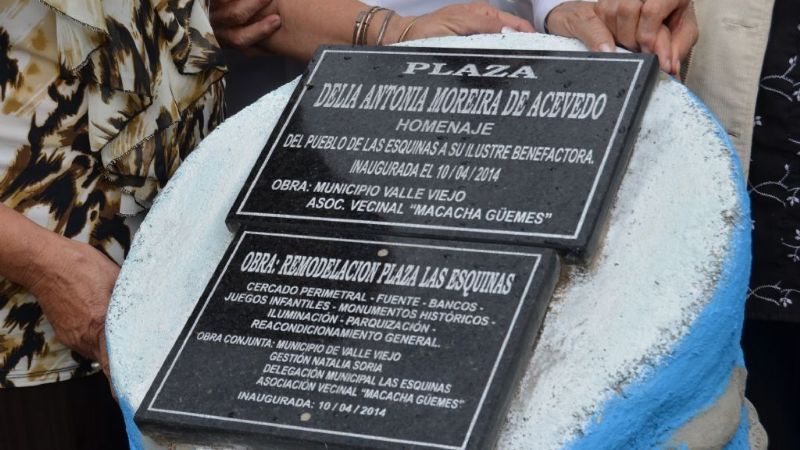 PLAZA
DELIA ANTONIA MOREIRA DE ACEVEDO
HOMENAJE
DEL PUEBLO DE LAS ESQUINAS A SU ILUSTRE BENEFACTORA.
INAUGURADA EL 10 / 04 / 2014
OBRA: MUNICIPIO VALLE VIEJO
ASOC. VECINAL "MACACHA GÜEMES"
OBRA: REMODELACION PLAZA LAS ESQUINAS
CERCADO PERIMETRAL - FUENTE - BANCOS -
JUEGOS INFANTILES - MONUMENTOS HISTÓRICOS -
ILUMINACIÓN - PARQUIZACIÓN -
REACONDICIONAMIENTO GENERAL.
OBRA CONJUNTA: MUNICIPIO DE VALLE VIEJO
GESTIÓN NATALIA SORIA
DELEGACIÓN MUNICIPAL LAS ESQUINAS
ASOCIACIÓN VECINAL "MACACHA GÜEMES"
INAGURADA: 10 / 04 / 2014